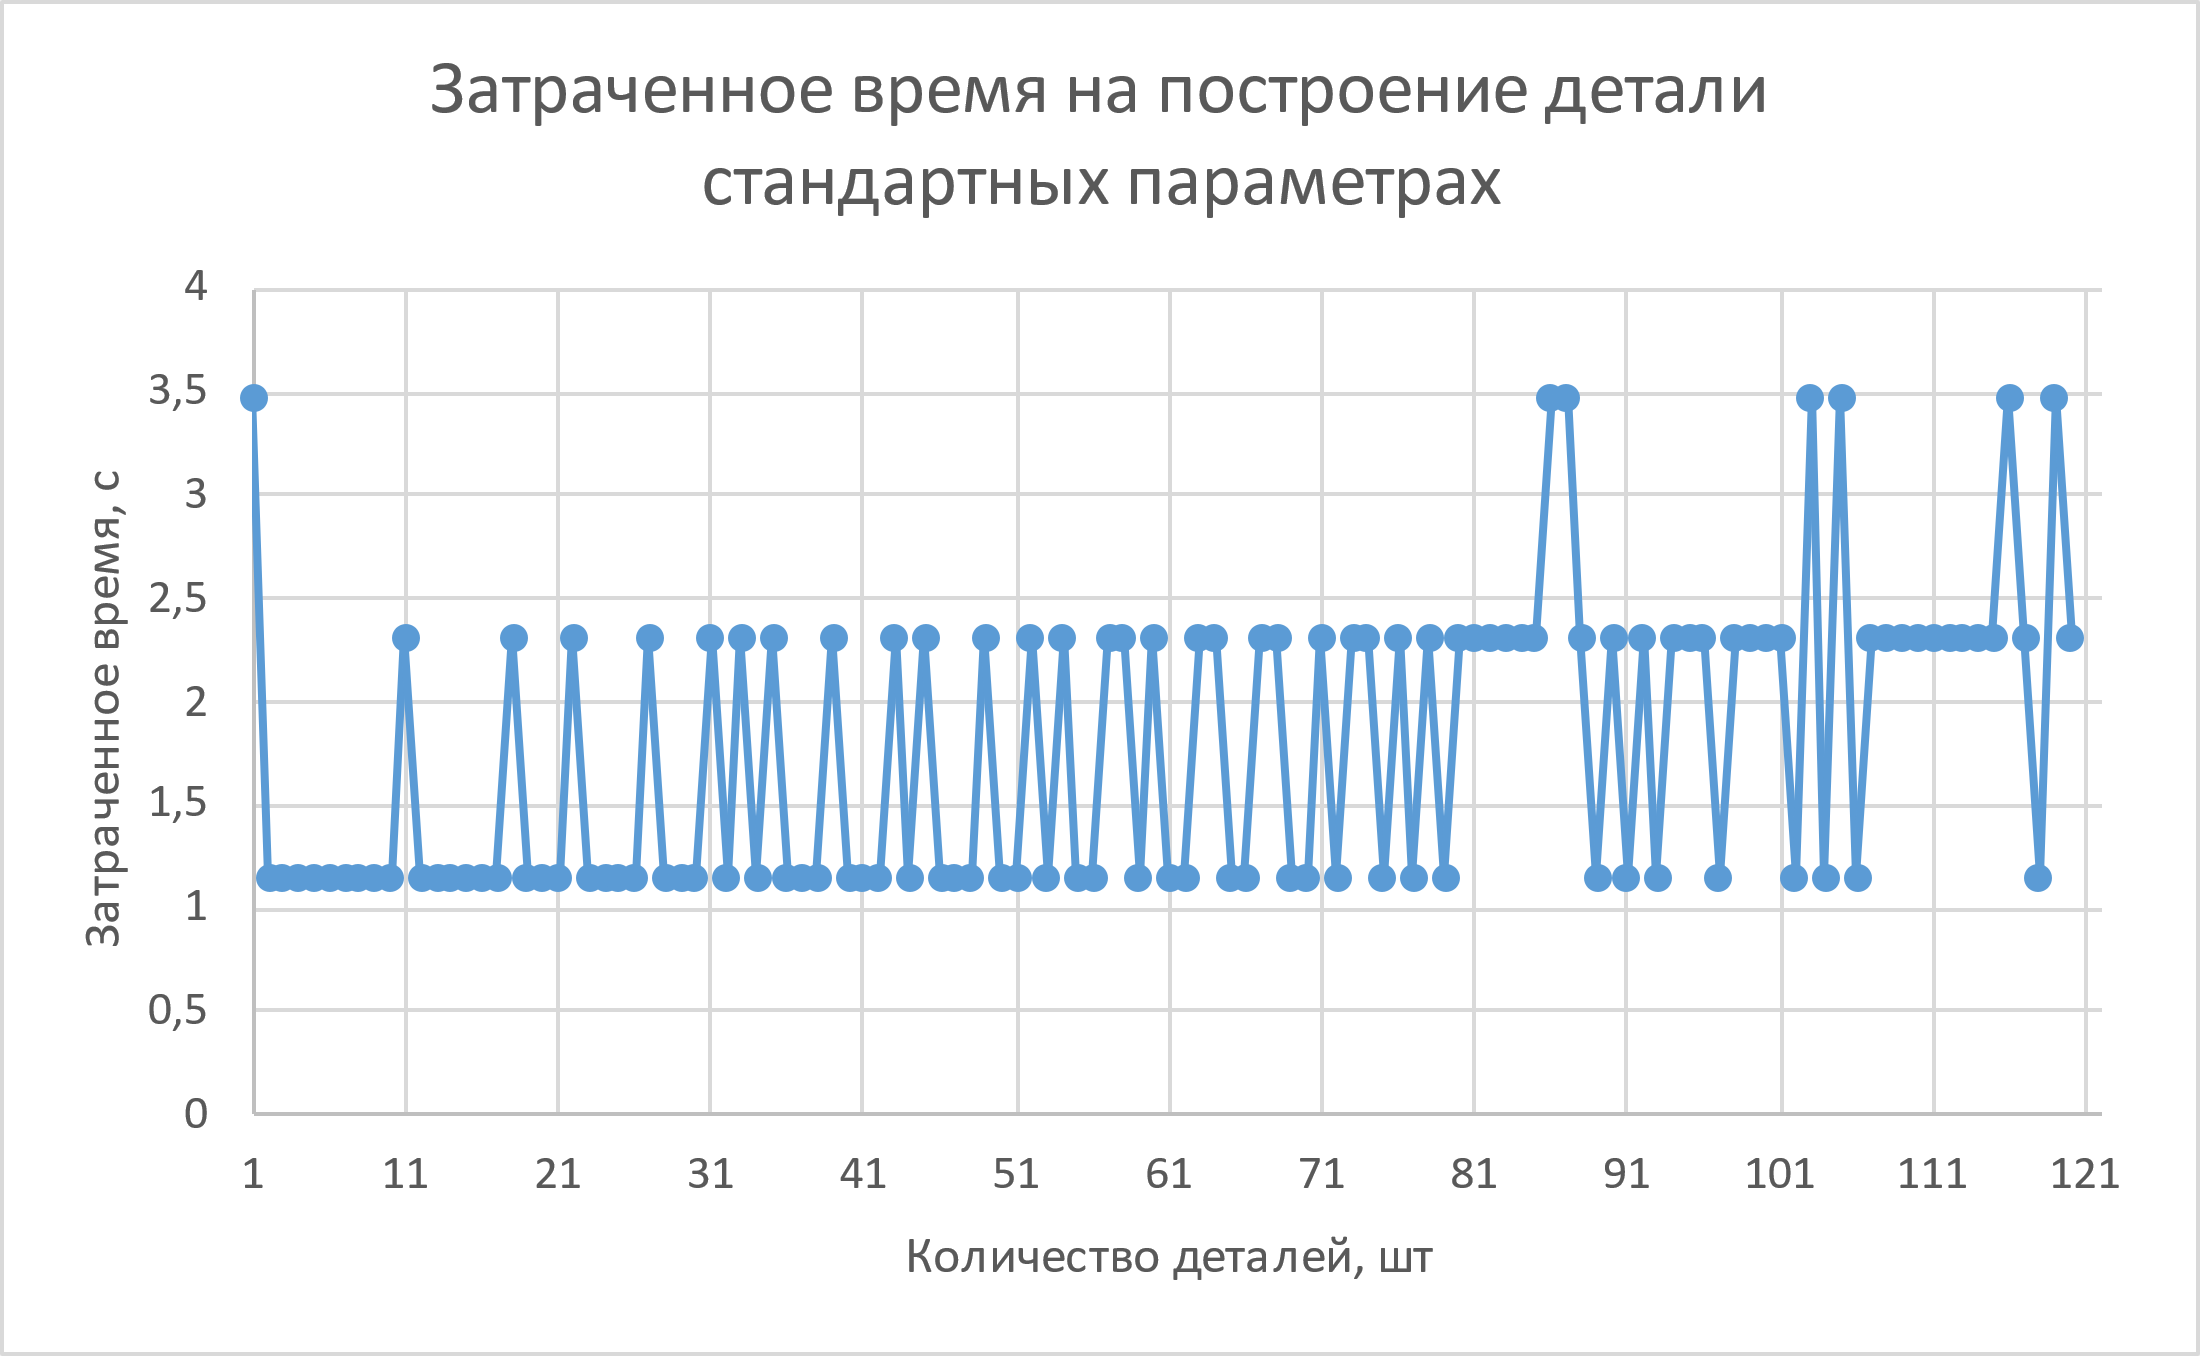 Затраченное время на построение детали
стандартных параметрах
4
3,5
3
2,5
2
1,5
1
0,5
0
Затраченное время, с
1 11 21 31 41 51 61 71 81 91 101 111 121
Количество деталей, шт